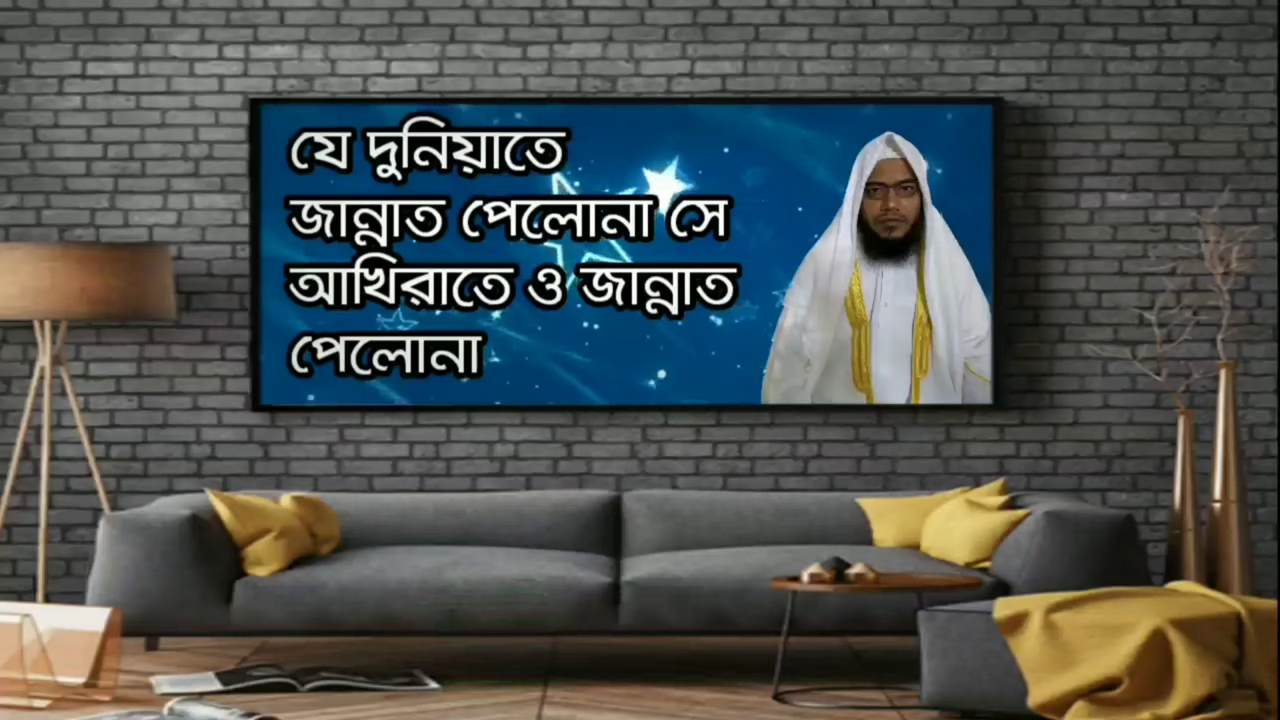 যে দুনিয়াতে
জান্নাত পেলোনা সে
আখিরাতে ও জান্নাত
পেলোনা